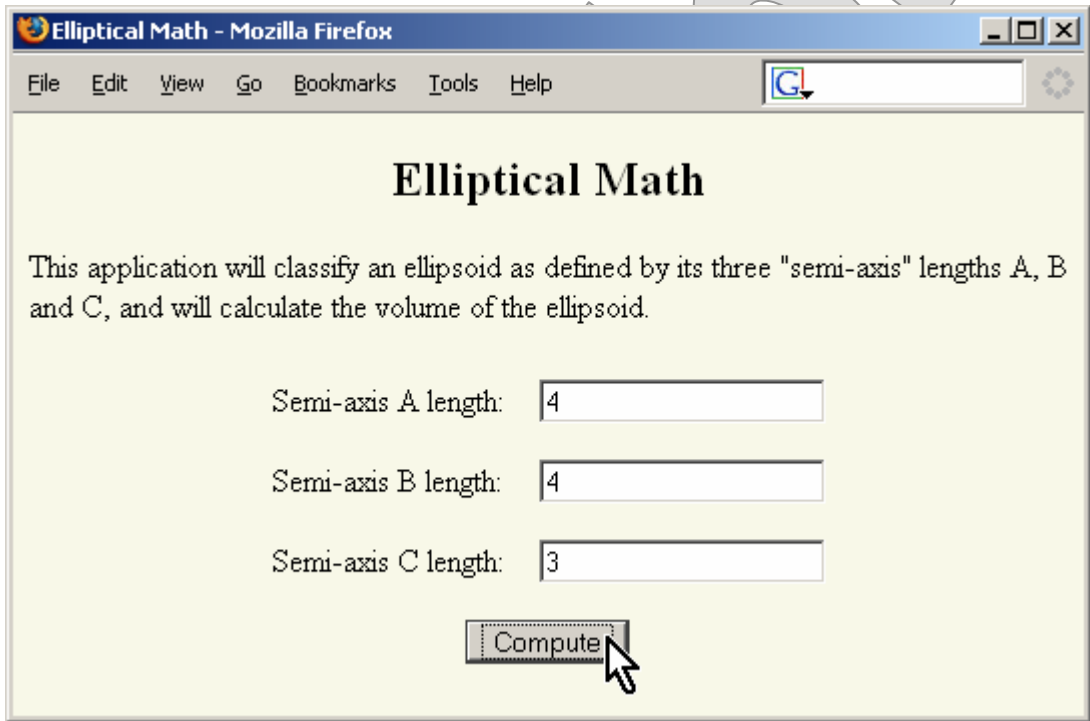 Elliptical Math - Mozilla Firefox
File Edit View Go Bookmarks Tools Help
G
Elliptical Math
This application will classify an ellipsoid as defined by its three "semi-axis" lengths A, B
and C, and will calculate the volume of the ellipsoid.
Semi-axis A length: 4
Semi-axis B length: 4
Semi-axis C length: 3
Compute